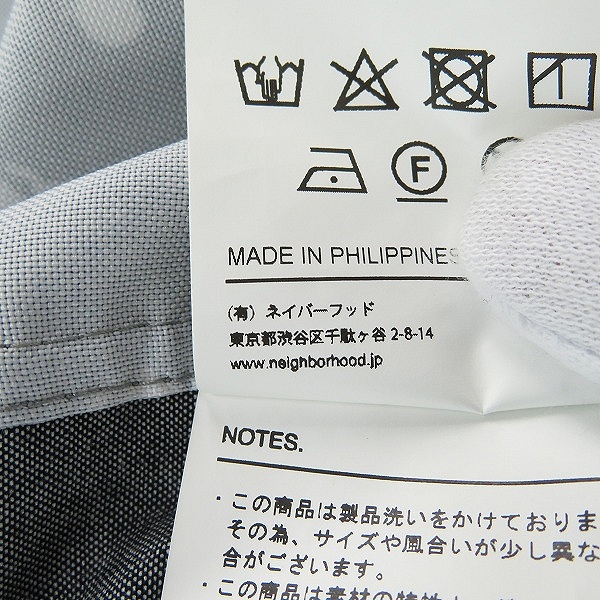 F
MADE IN PHILIPPINES
(有) ネイバーフッド
東京都渋谷区千駄ヶ谷 2-8-14
www.neighborhood.jp
NOTES.
・この商品は製品洗いをかけておりま
その為、サイズや風合いが少し異な
合がございます。
・この商品は素材の特性